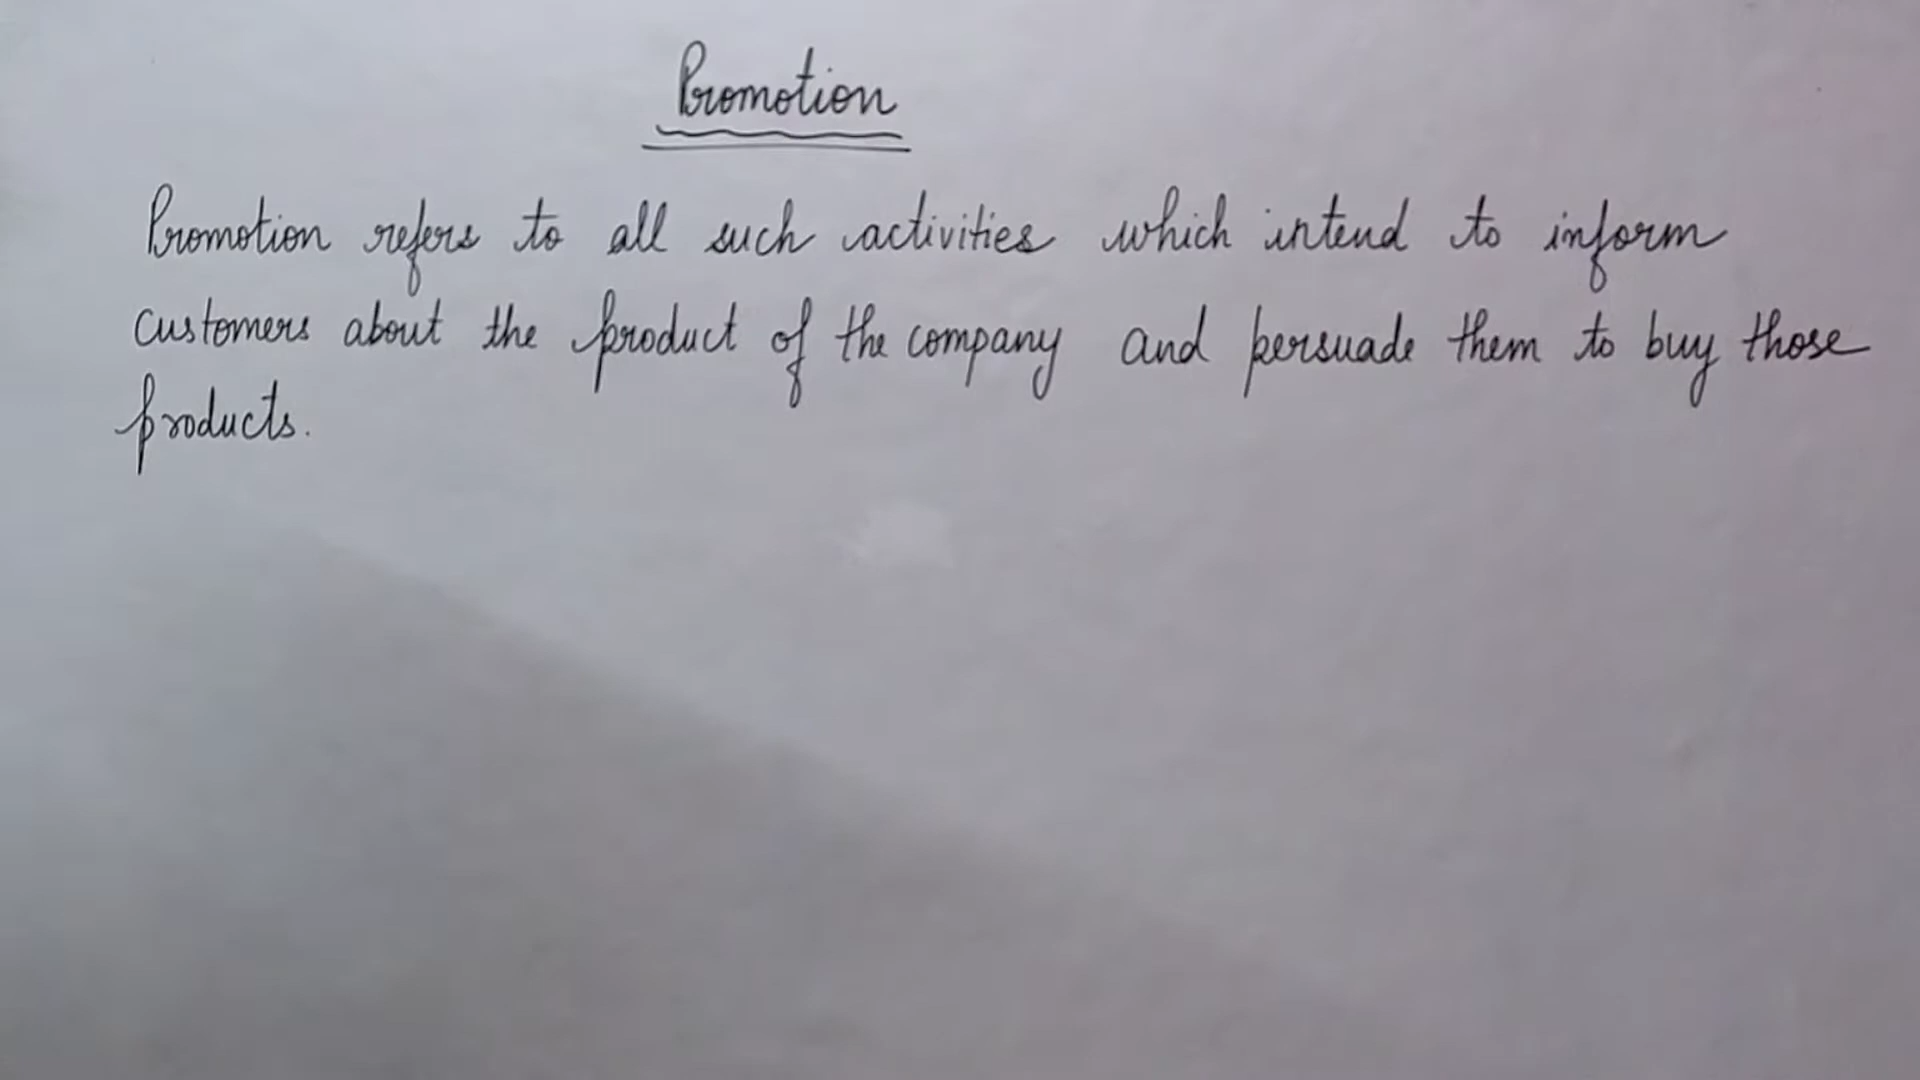 Promotion
Promotion refers to all such activities which intend to inform
customers about the product of the company and persuade them to buy those
products.